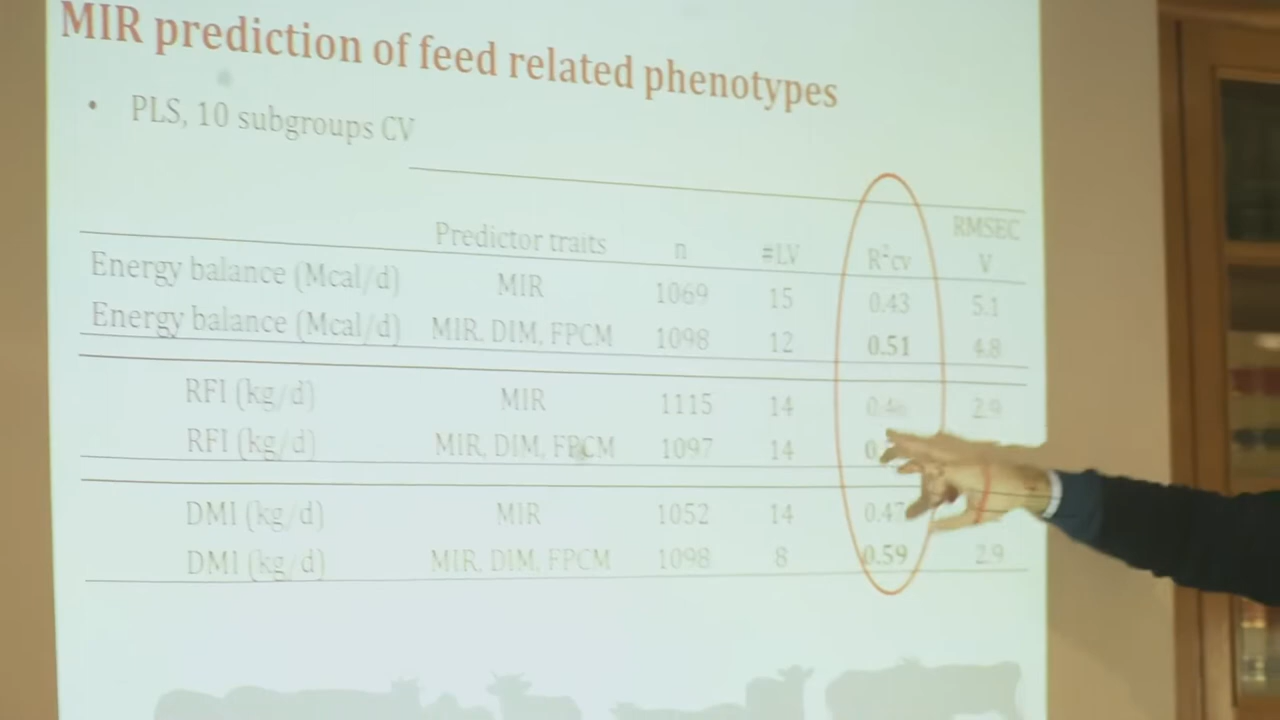 MIR prediction of feed related phenotypes
• PLS, 10 subgroups CV
Predictor traits n #LV R²cv RMSEC V
Energy balance (Mcal/d) MIR 1069 15 0.43 5.1
Energy balance (Mcal/d) MIR, DIM, FPCM 1098 12 0.51 4.8
RFI (kg/d) MIR 1115 14 2.9
RFI (kg/d) MIR, DIM, FPCM 1097 14
DMI (kg/d) MIR 1052 14 0.47
DMI (kg/d) MIR, DIM, FPCM 1098 8 0.59 2.9